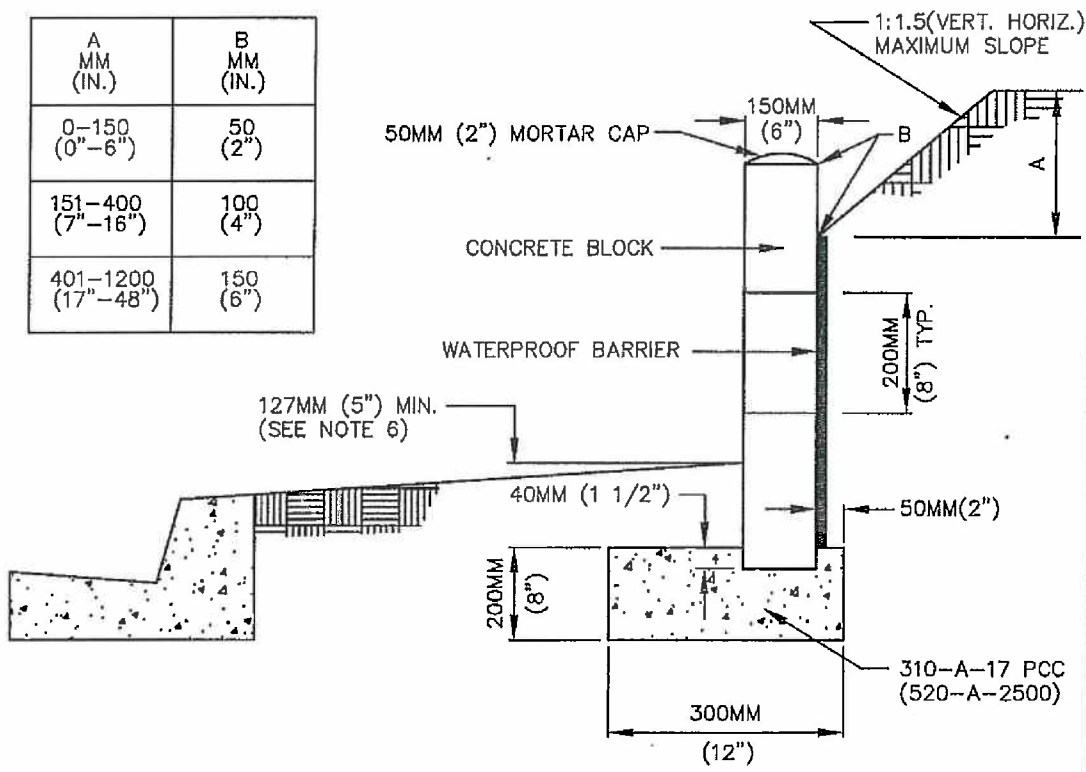 A
MM
(IN.)
B
MM
(IN.)
0-150
(0"-6")
50
(2")
151-400
(7"-16")
100
(4")
401-1200
(17"-48")
150
(6")
1:1.5(VERT. HORIZ.)
MAXIMUM SLOPE
150MM
(6")
50MM (2") MORTAR CAP
B
A
CONCRETE BLOCK
WATERPROOF BARRIER
200MM
(8") TYP.
127MM (5") MIN.
(SEE NOTE 6)
40MM (1 1/2")
50MM(2")
200MM
(8")
310-A-17 PCC
(520-A-2500)
300MM
(12")